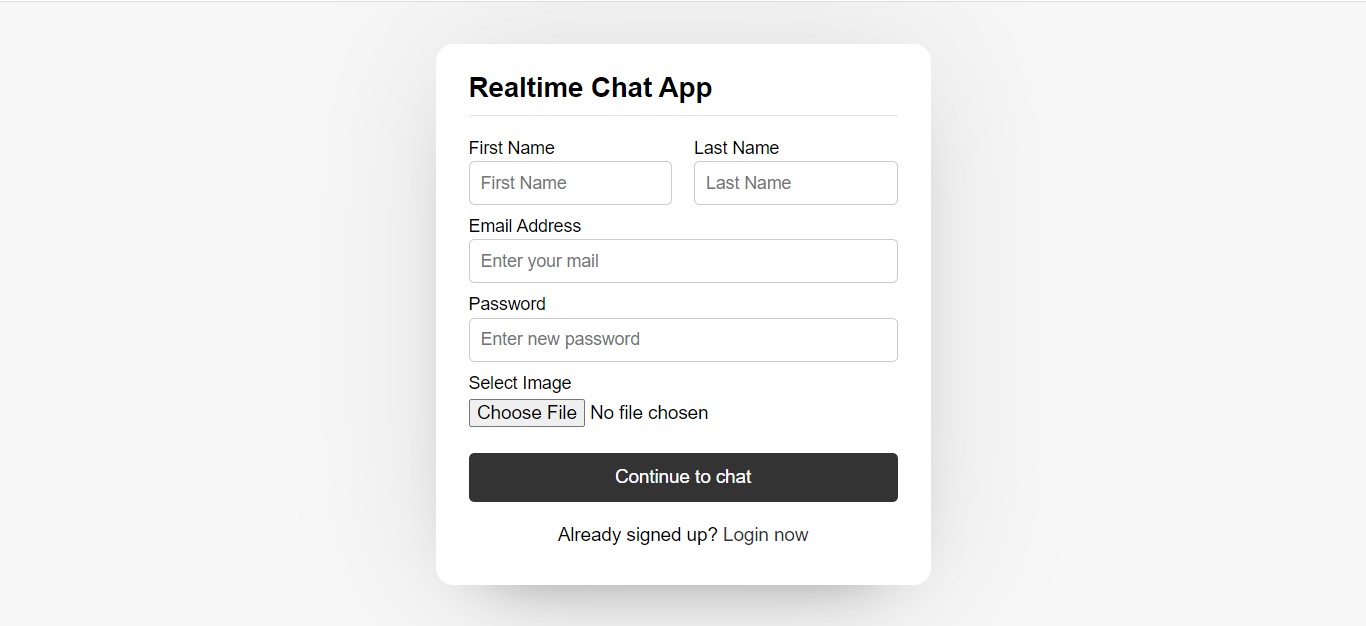 Realtime Chat App
First Name Last Name
First Name Last Name
Email Address
Enter your mail
Password
Enter new password
Select Image
Choose File No file chosen
Continue to chat
Already signed up? Login now